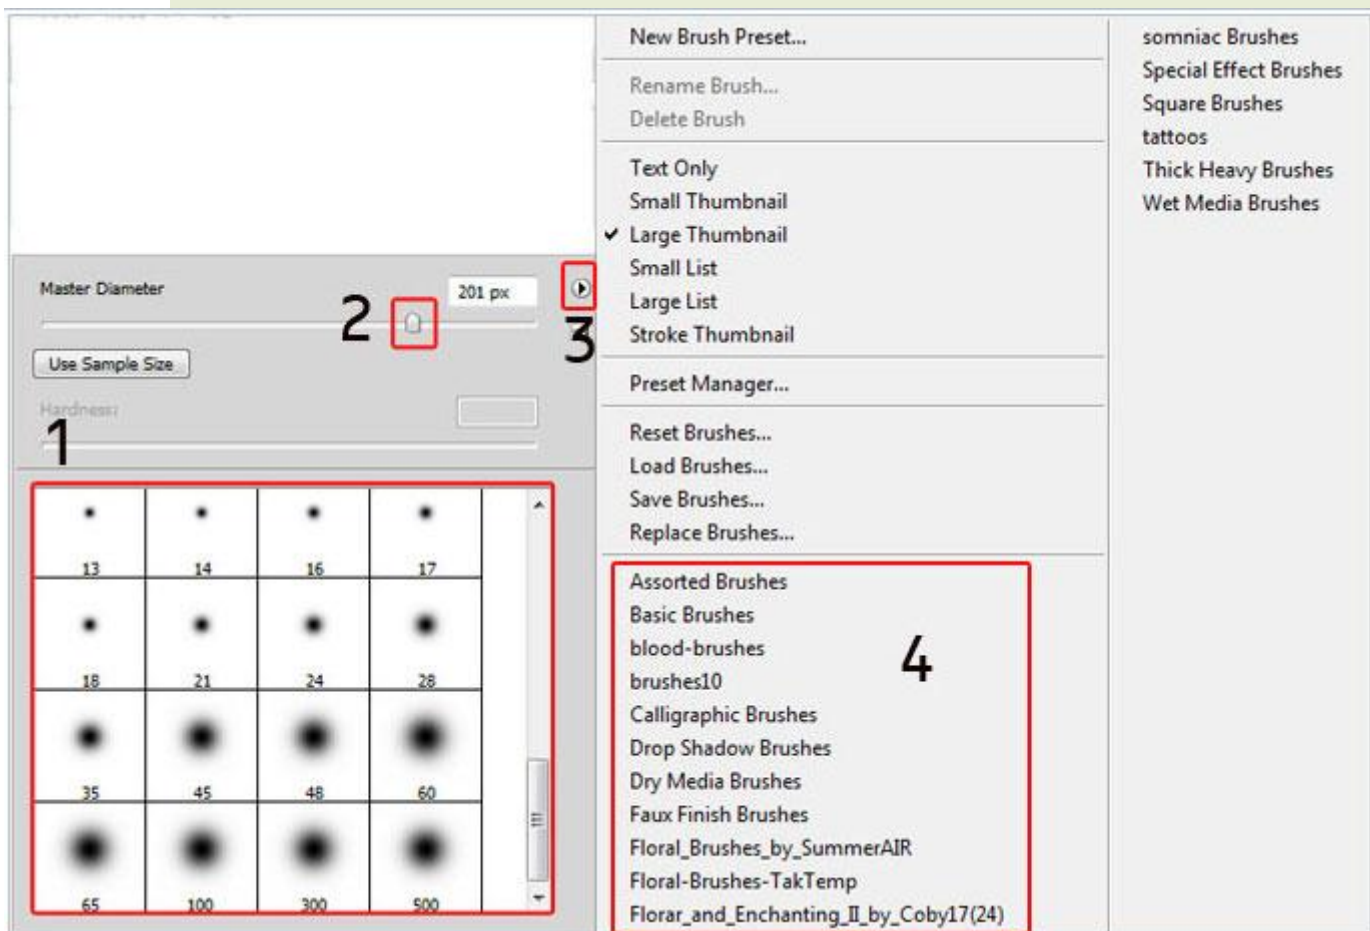 Master Diameter
201 px
2
3
Use Sample Size
Hardness:
1
13 14 16 17
18 21 24 28
35 45 48 60
65 100 300 500
New Brush Preset...
Rename Brush...
Delete Brush
Text Only
Small Thumbnail
Large Thumbnail
Small List
Large List
Stroke Thumbnail
Preset Manager...
Reset Brushes...
Load Brushes...
Save Brushes...
Replace Brushes...
Assorted Brushes
Basic Brushes
blood-brushes
brushes10
Calligraphic Brushes
Drop Shadow Brushes
Dry Media Brushes
Faux Finish Brushes
Floral_Brushes_by_SummerAIR
Floral-Brushes-TakTemp
Florar_and_Enchanting_II_by_Coby17(24)
4
somniac Brushes
Special Effect Brushes
Square Brushes
tattoos
Thick Heavy Brushes
Wet Media Brushes